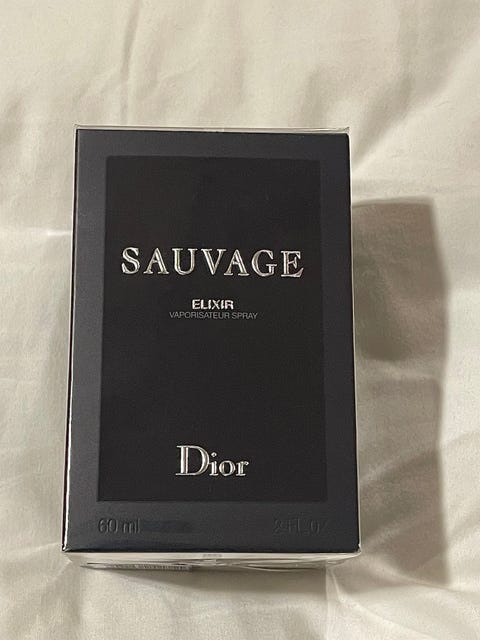 SAUVAGE
ELIXIR
VAPORISATEUR SPRAY
Dior
60 ml